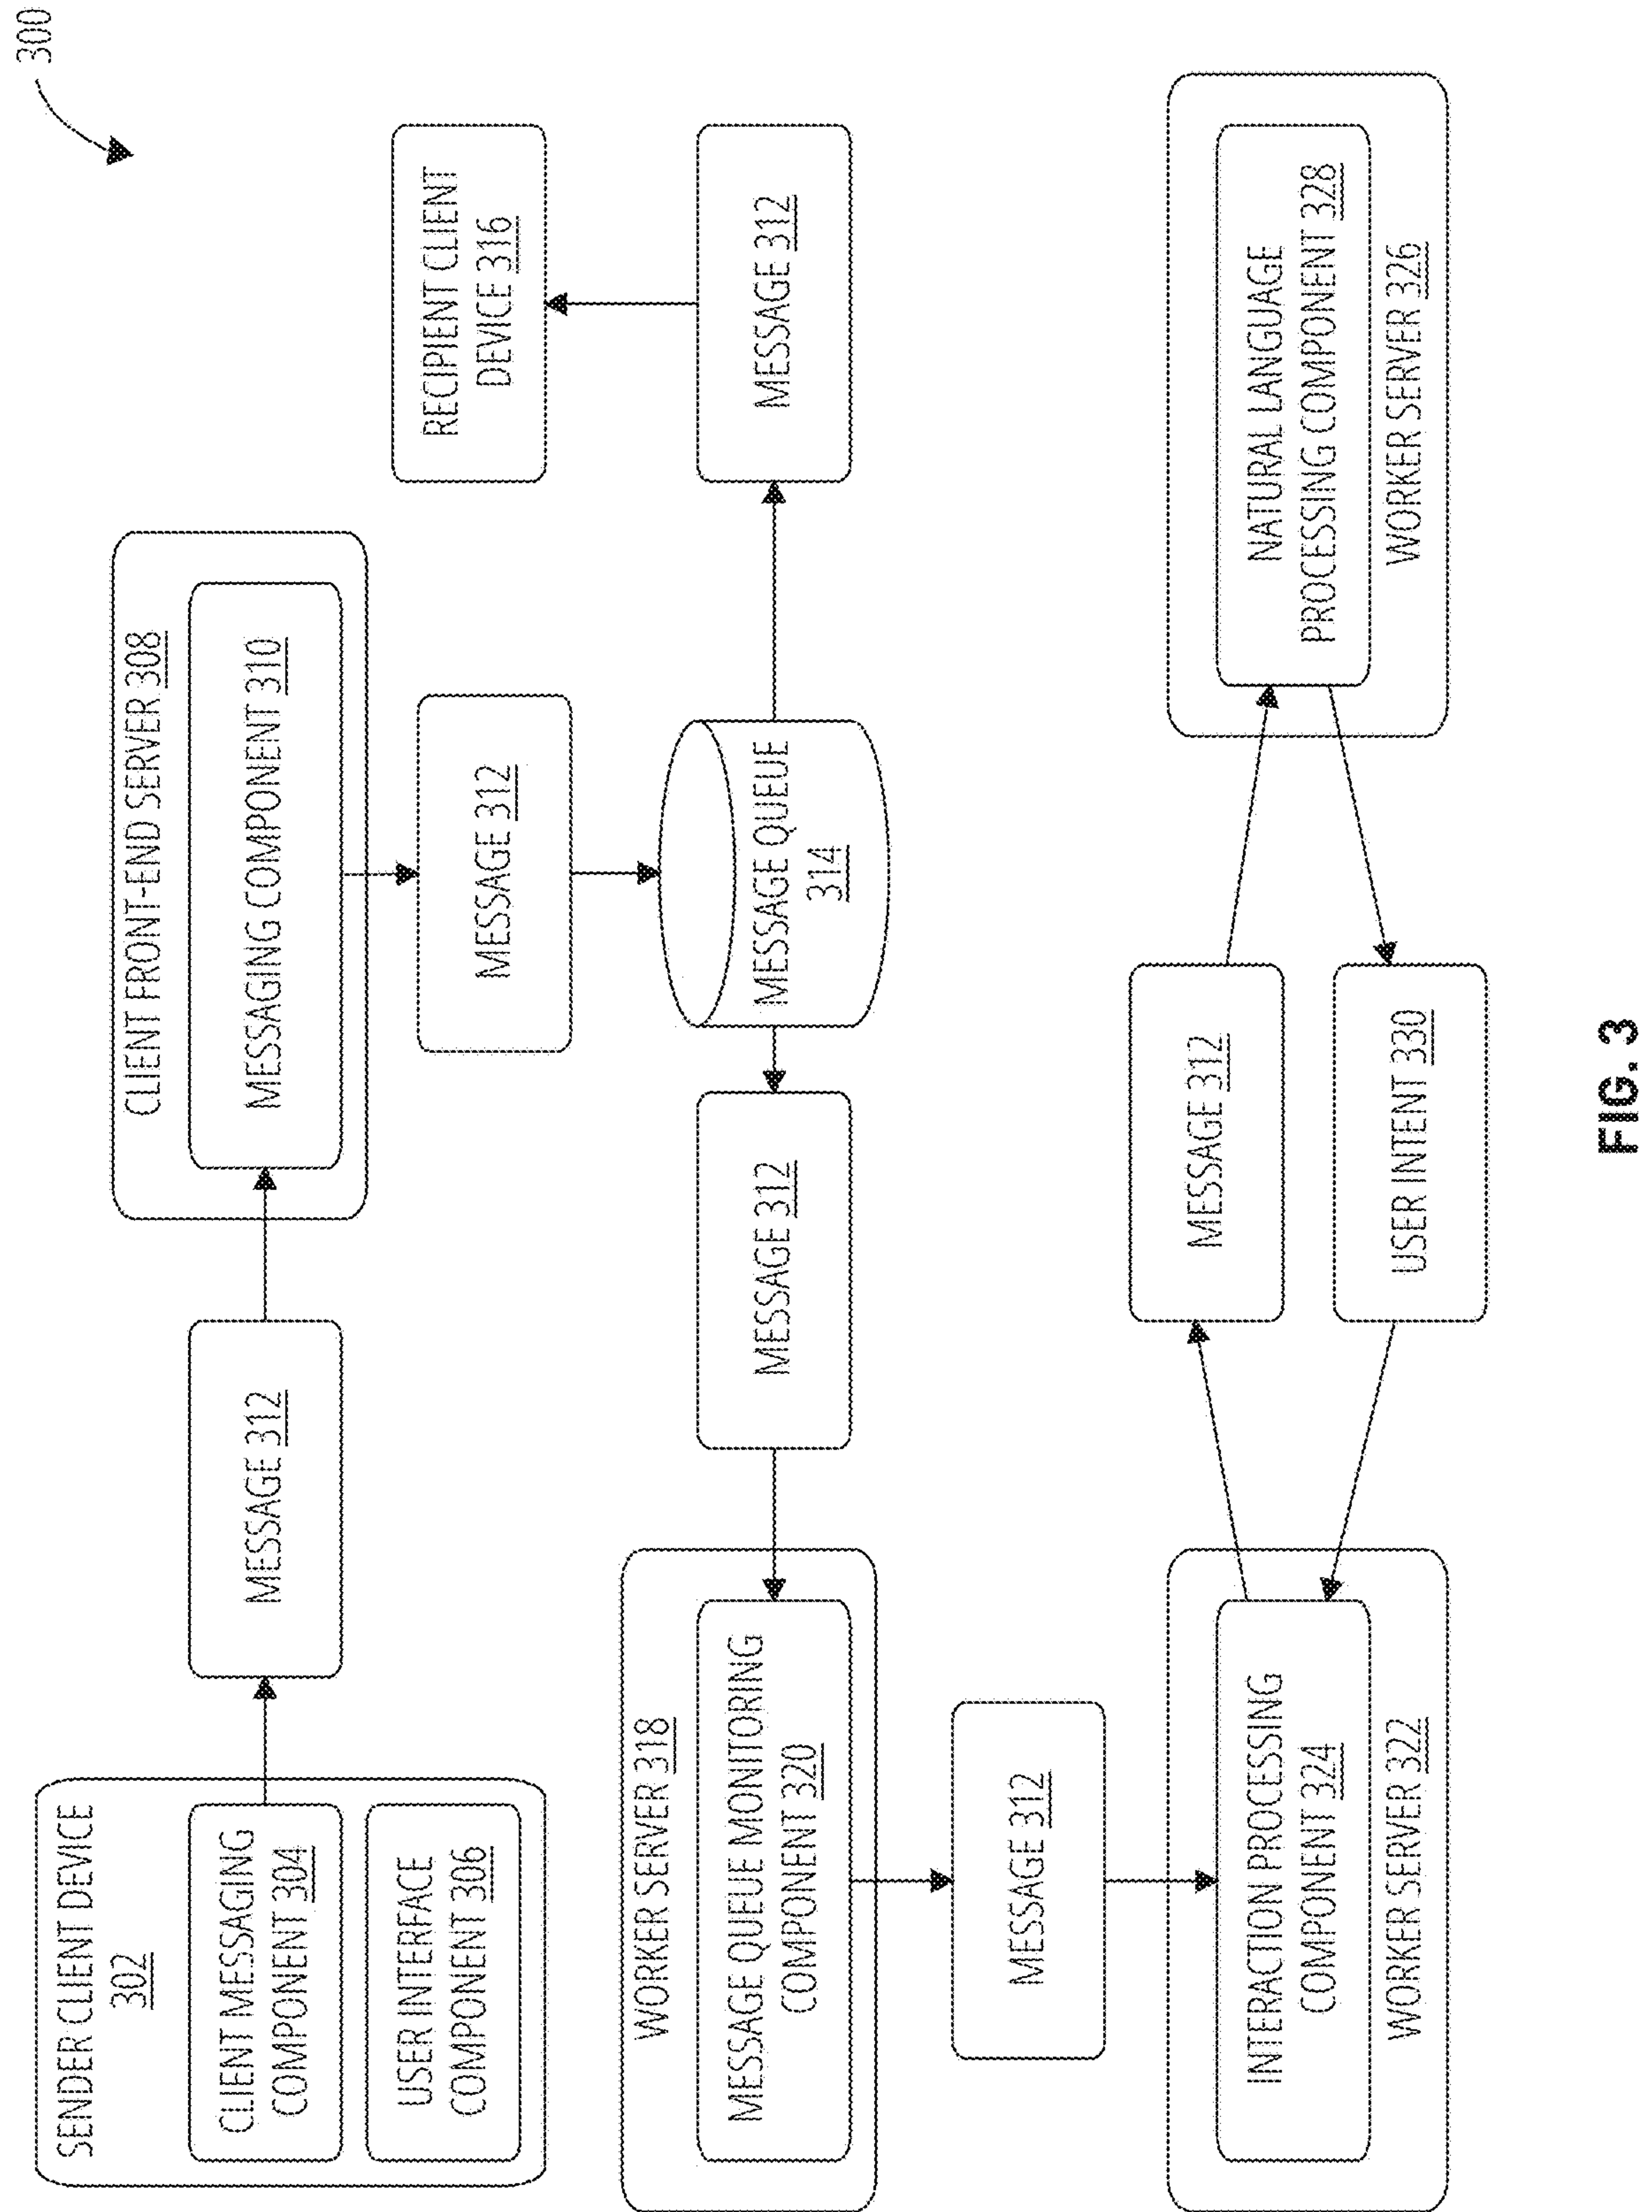 300
SENDER CLIENT DEVICE
302
CLIENT MESSAGING
COMPONENT 304
USER INTERFACE
COMPONENT 306
MESSAGE 312
CLIENT FRONT-END SERVER 308
MESSAGING COMPONENT 310
MESSAGE 312
RECIPIENT CLIENT
DEVICE 316
WORKER SERVER 318
MESSAGE QUEUE MONITORING
COMPONENT 320
MESSAGE 312
MESSAGE QUEUE
314
MESSAGE 312
MESSAGE 312
INTERACTION PROCESSING
COMPONENT 324
WORKER SERVER 322
MESSAGE 312
USER INTENT 330
NATURAL LANGUAGE
PROCESSING COMPONENT 328
WORKER SERVER 326
FIG. 3